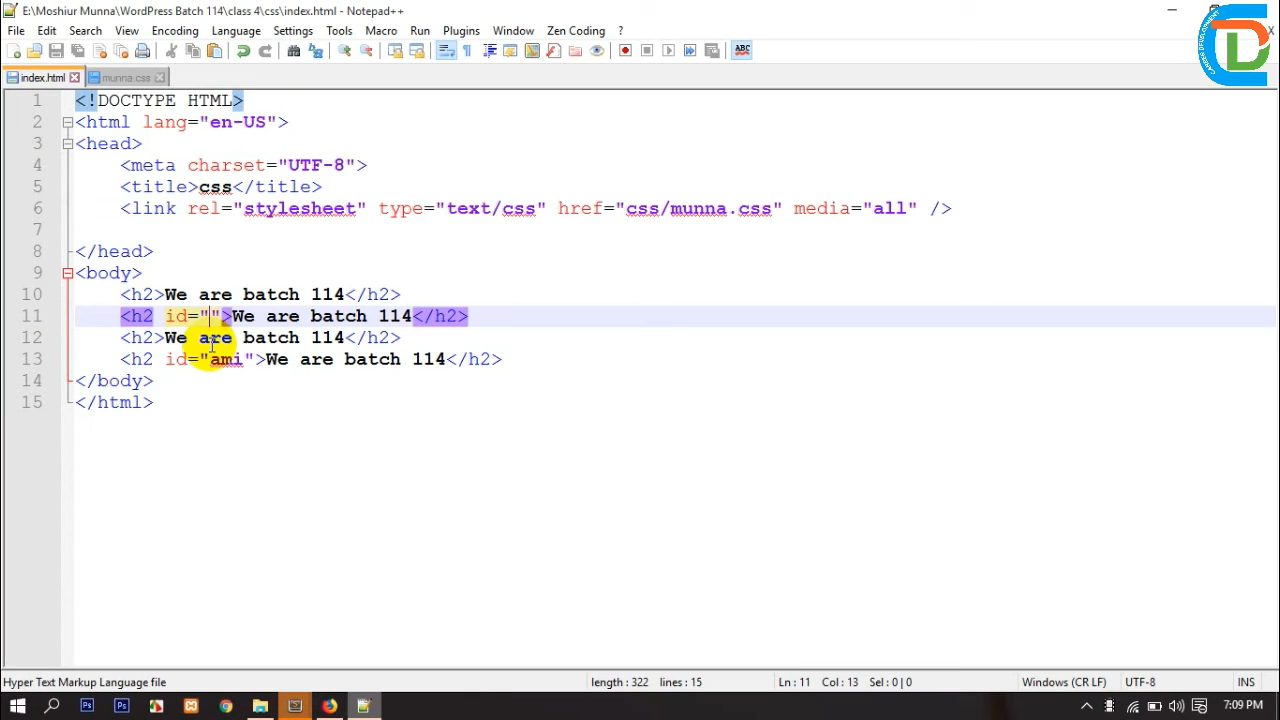 E:\Moshiur Munna\WordPress Batch 114\class 4\css\index.html - Notepad++
File Edit Search View Encoding Language Settings Tools Macro Run Plugins Window Zen Coding ? X
ABC
index.html munna.css
1 <!DOCTYPE HTML>
2 <html lang="en-US">
3 <head>
4 <meta charset="UTF-8">
5 <title>css</title>
6 <link rel="stylesheet" type="text/css" href="css/munna.css" media="all" />
7
8 </head>
9 <body>
10 <h2>We are batch 114</h2>
11 <h2 id="">We are batch 114</h2>
12 <h2>We are batch 114</h2>
13 <h2 id="ami">We are batch 114</h2>
14 </body>
15 </html>
Hyper Text Markup Language file length : 322 lines : 15 Ln : 11 Col : 13 Sel : 0 | 0 Windows (CR LF) UTF-8 INS
Ps Ps 7:09 PM